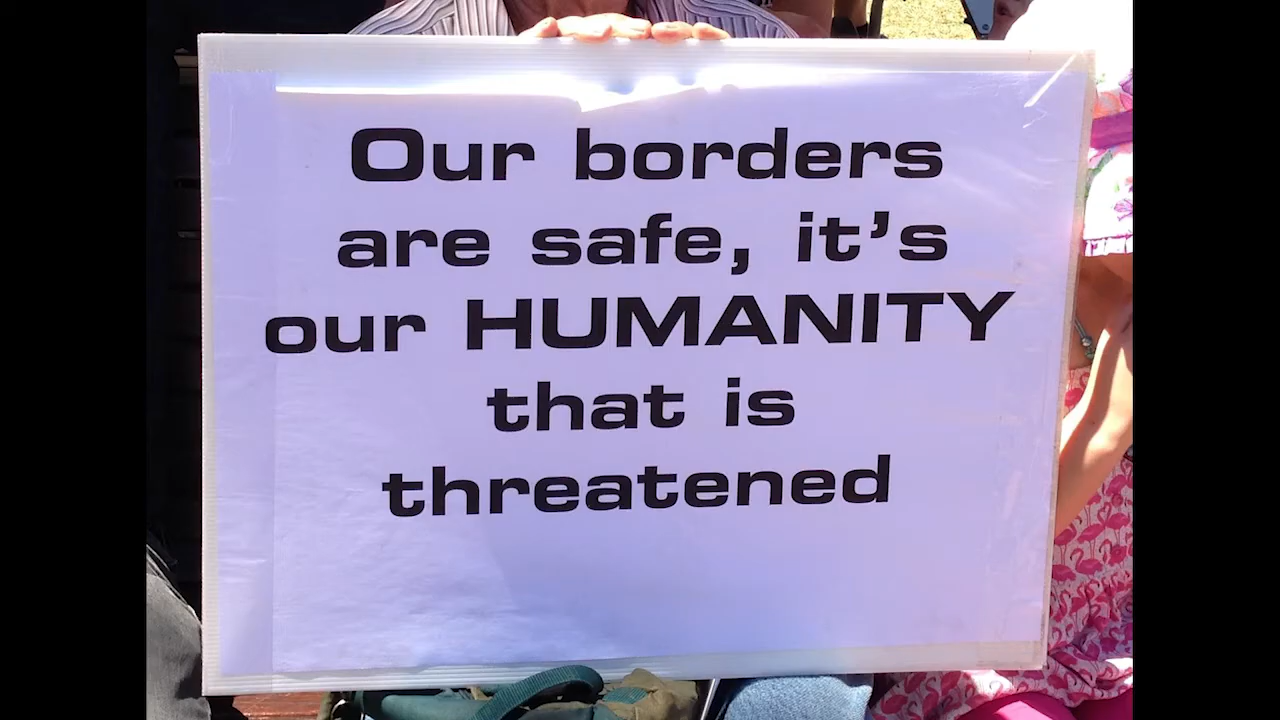 Our borders
are safe, it's
our HUMANITY
that is
threatened